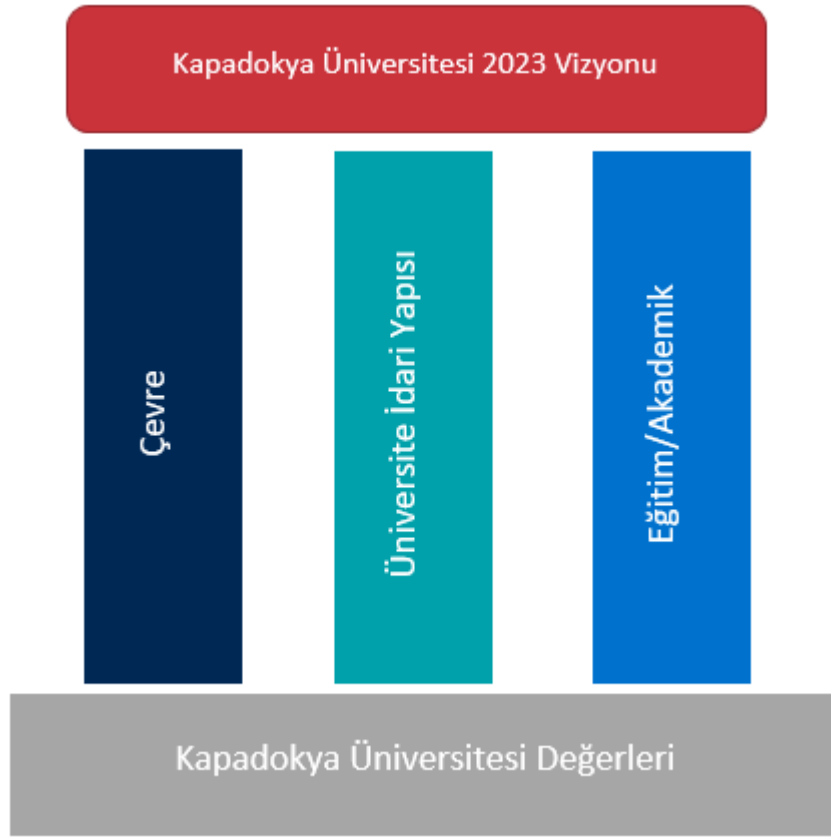 Kapadokya Üniversitesi 2023 Vizyonu
Çevre
Üniversite İdari Yapısı
Eğitim/Akademik
Kapadokya Üniversitesi Değerleri